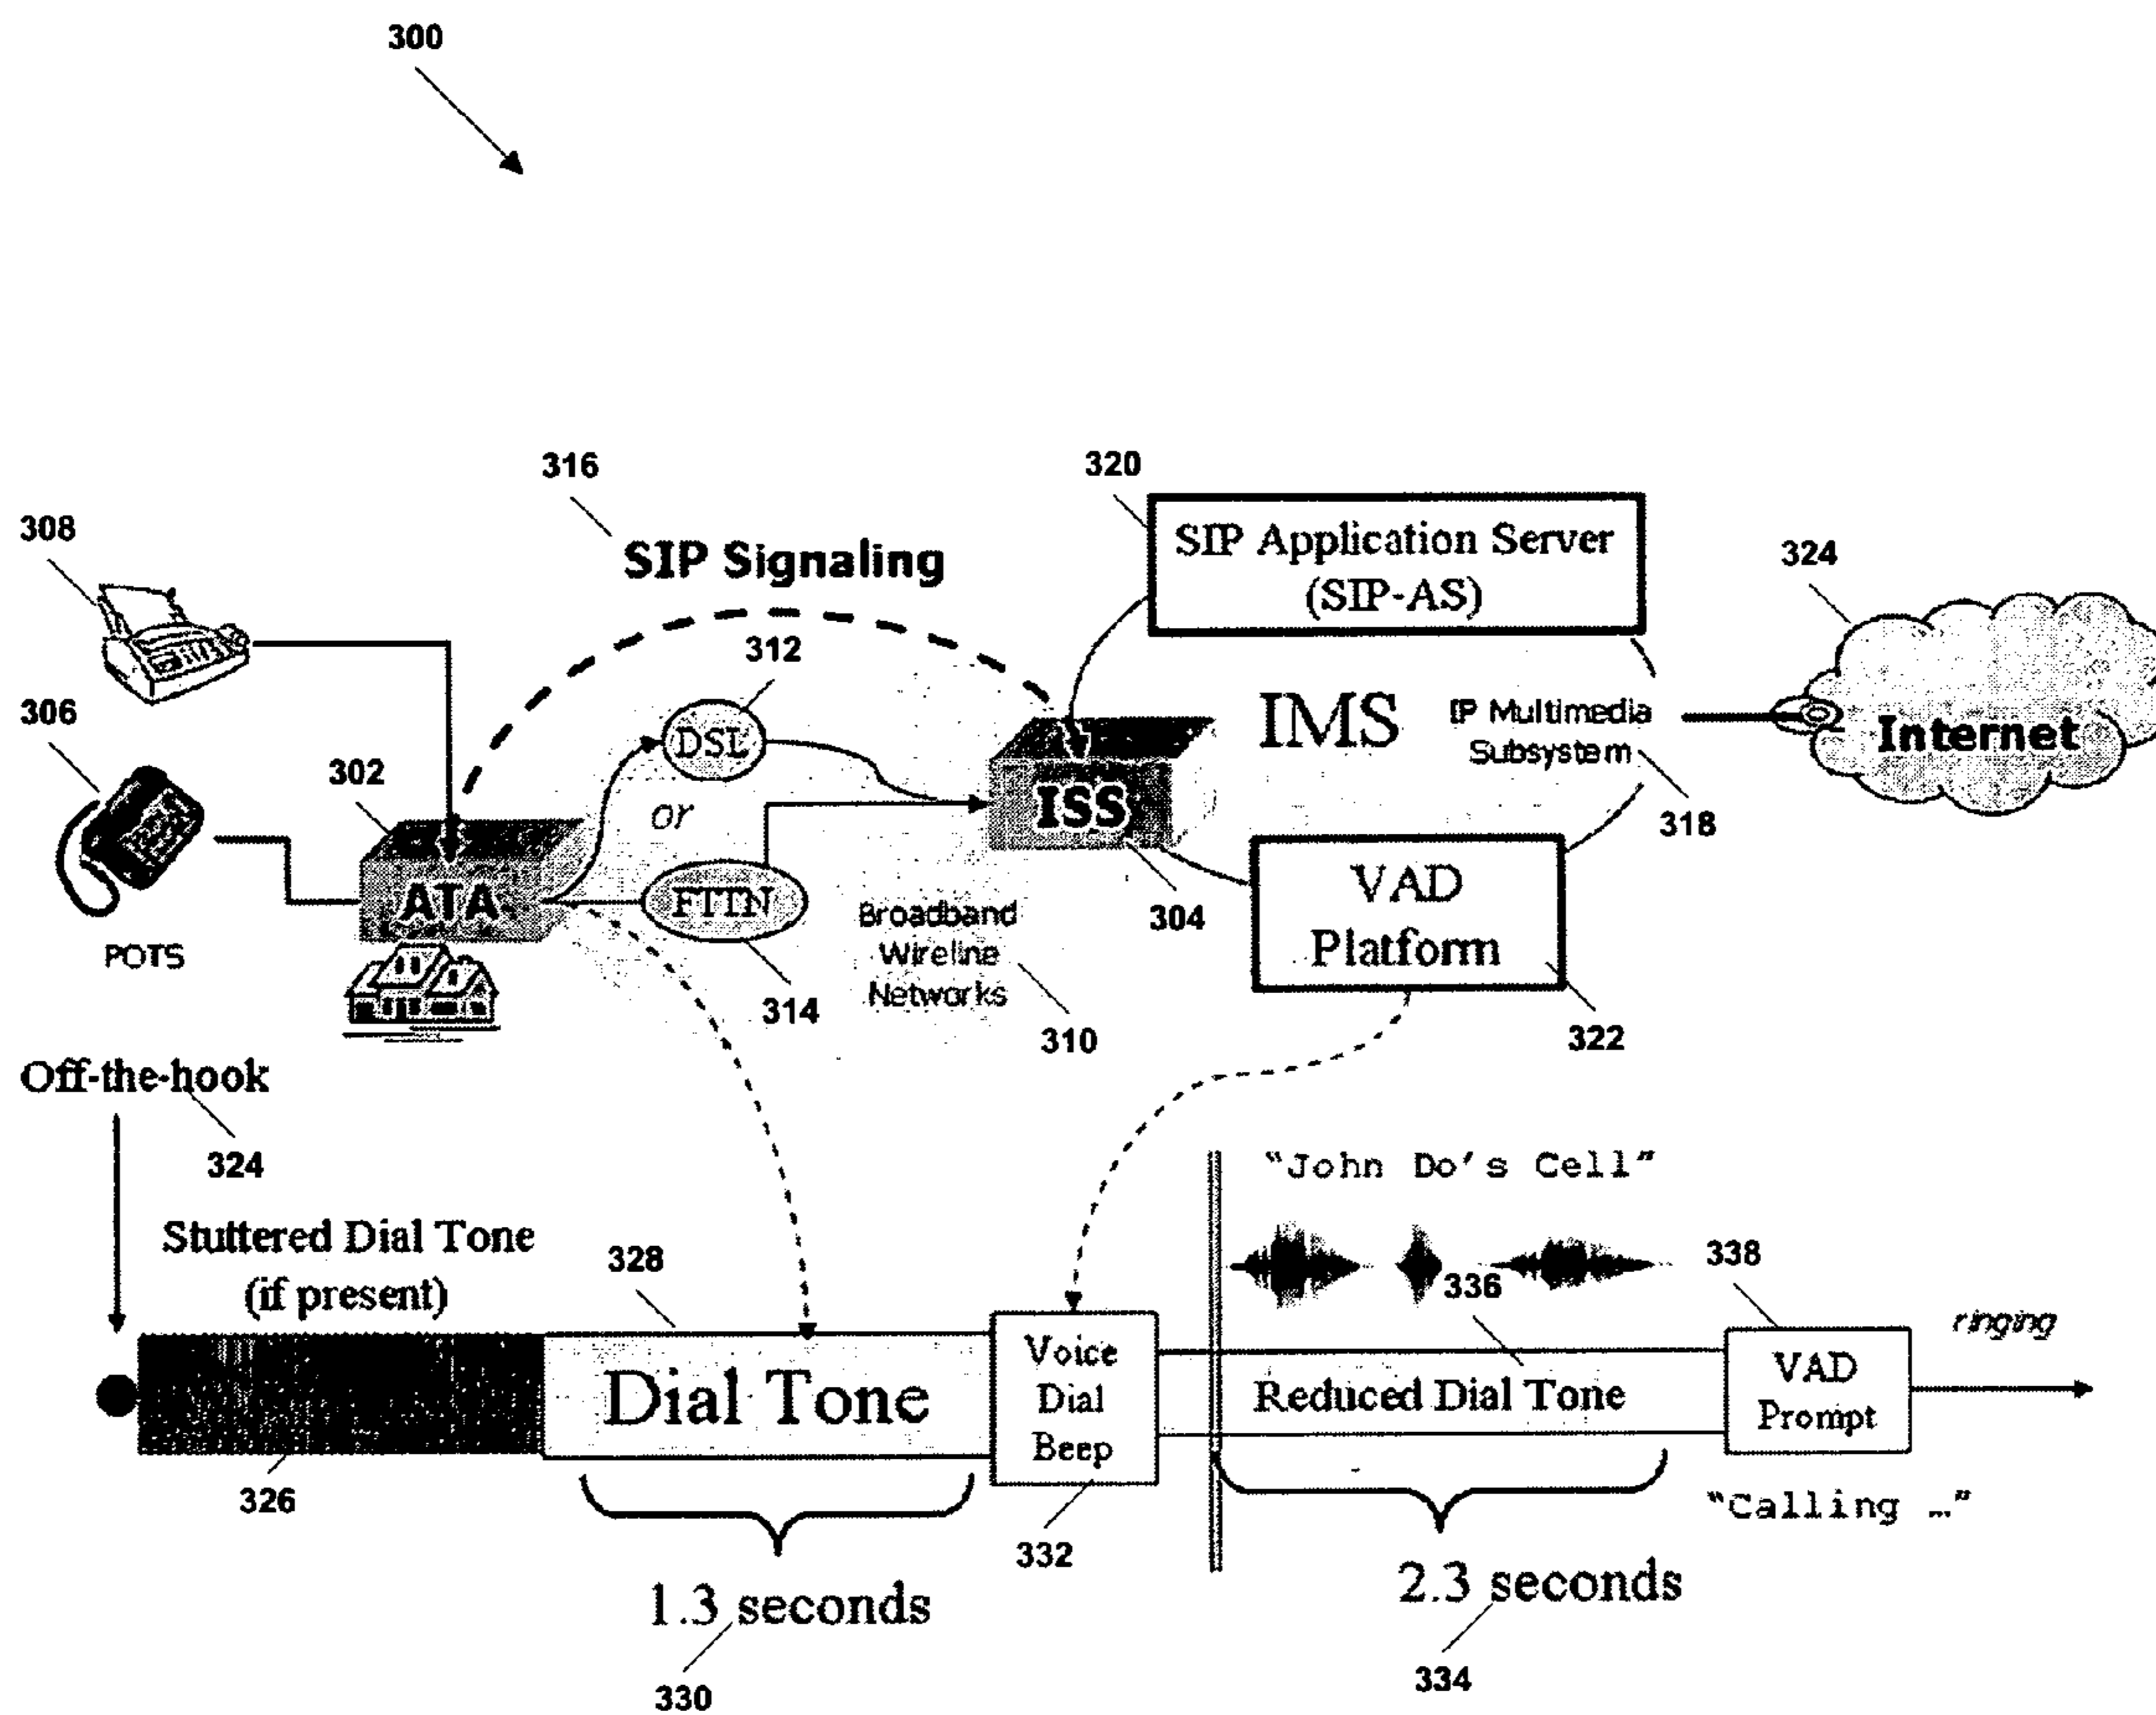 300
316
320
308
SIP Signaling
SIP Application Server
(SIP-AS)
324
312
306
302
DSL
IMS
IP Multimedia
Subsystem
Internet
or
ISS
318
ATA
FTTN
Broadband
Wireline
Networks
304
VAD
Platform
POTS
314
310
322
Off-the-hook
324
"John Do's Cell"
Stuttered Dial Tone
(if present)
328
336
338
ringing
Voice
Dial
Beep
Dial Tone
Reduced Dial Tone
VAD
Prompt
326
332
"Calling …"
1.3 seconds
2.3 seconds
330
334